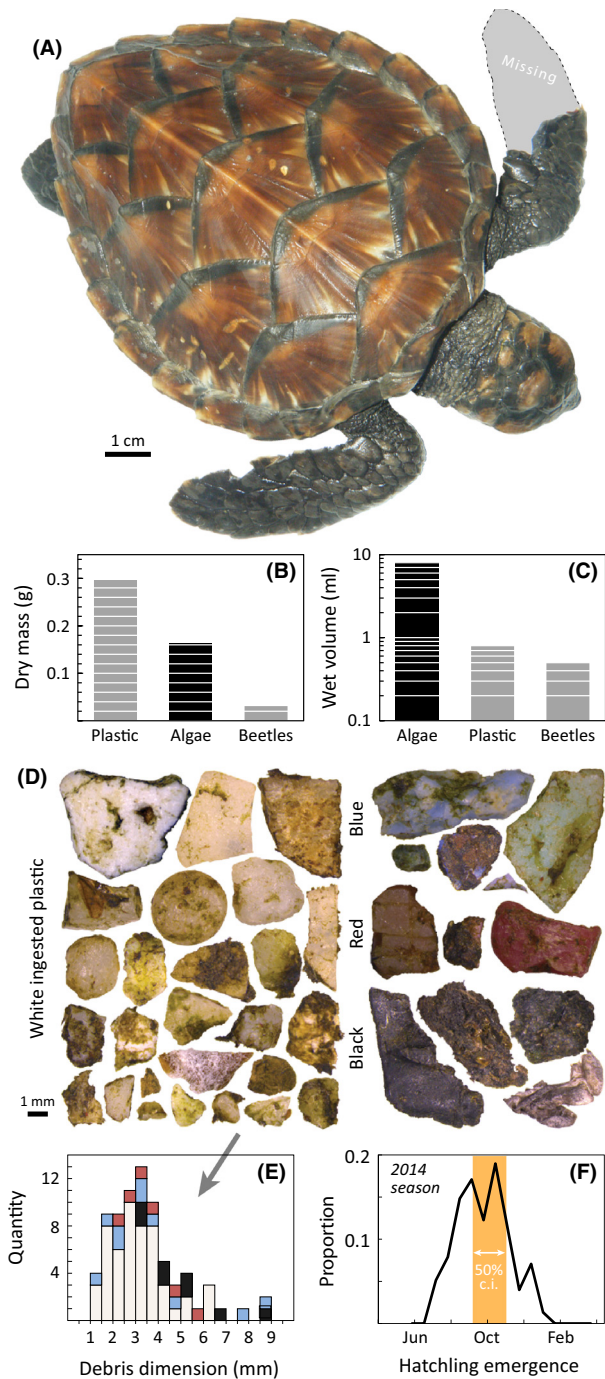 (A)
Missing
1 cm
(B)
Dry mass (g)
0.3
0.2
0.1
Plastic Algae Beetles
(C)
Wet volume (ml)
10
1
0.1
Algae Plastic Beetles
(D)
White ingested plastic
1 mm
Blue
Red
Black
(E)
Quantity
12
8
4
1 2 3 4 5 6 7 8 9
Debris dimension (mm)
(F)
2014
season
Proportion
0.2
0.1
0
50%
c.i.
Jun Oct Feb
Hatchling emergence